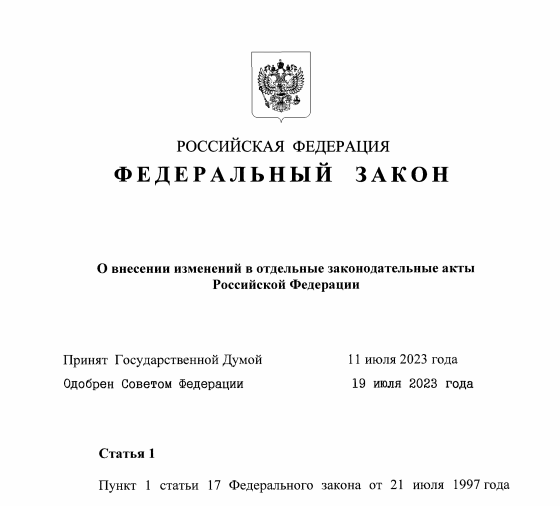 РОССИЙСКАЯ ФЕДЕРАЦИЯ
ФЕДЕРАЛЬНЫЙ ЗАКОН
О внесении изменений в отдельные законодательные акты
Российской Федерации
Принят Государственной Думой 11 июля 2023 года
Одобрен Советом Федерации 19 июля 2023 года
Статья 1
Пункт 1 статьи 17 Федерального закона от 21 июля 1997 года